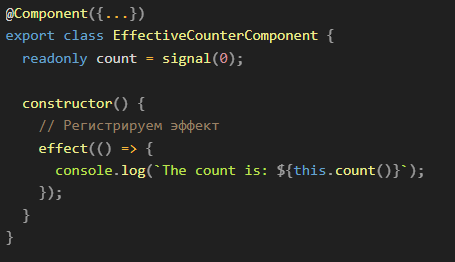 @Component({...})
export class EffectiveCounterComponent {
  readonly count = signal(0);

  constructor() {
    // Регистрируем эффект
    effect(() => {
      console.log(`The count is: ${this.count()}`);
    });
  }
}